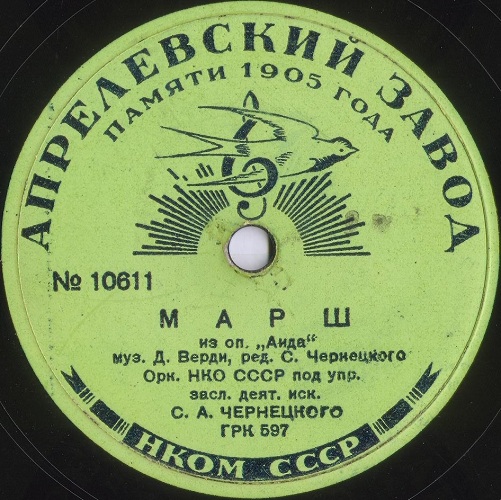 АПРЕЛЕВСКИЙ ЗАВОД
ПАМЯТИ 1905 ГОДА
№ 10611
МАРШ
из оп. „Аида“
муз. Д. Верди, ред. С. Чернецкого
Орк. НКО СССР под упр.
засл. деят. иск.
С. А. ЧЕРНЕЦКОГО
ГРК 597
НКОМ СССР